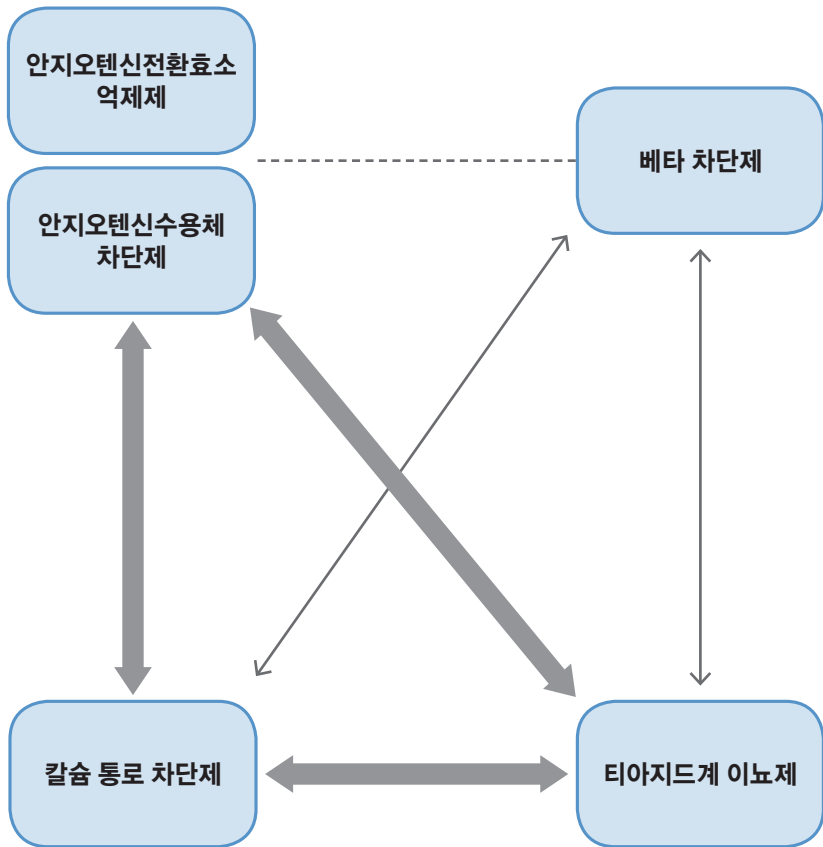 안지오텐신전환효소
억제제
베타 차단제
안지오텐신수용체
차단제
칼슘 통로 차단제
티아지드계 이뇨제